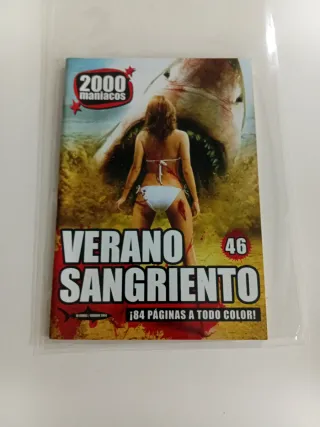 2000
maniacos
VERANO
46
SANGRIENTO
¡84 PÁGINAS A TODO COLOR!